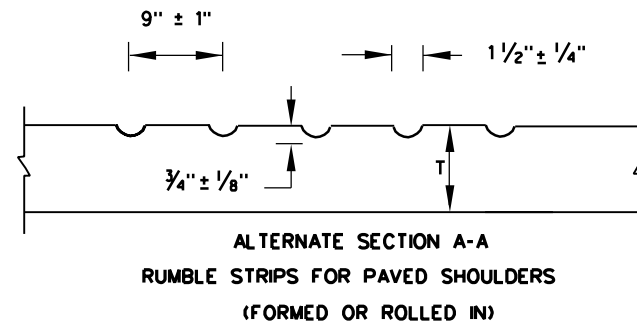 9" ± 1"
1 1/2" ± 1/4"
3/4" ± 1/8"
T
ALTERNATE SECTION A-A
RUMBLE STRIPS FOR PAVED SHOULDERS
(FORMED OR ROLLED IN)